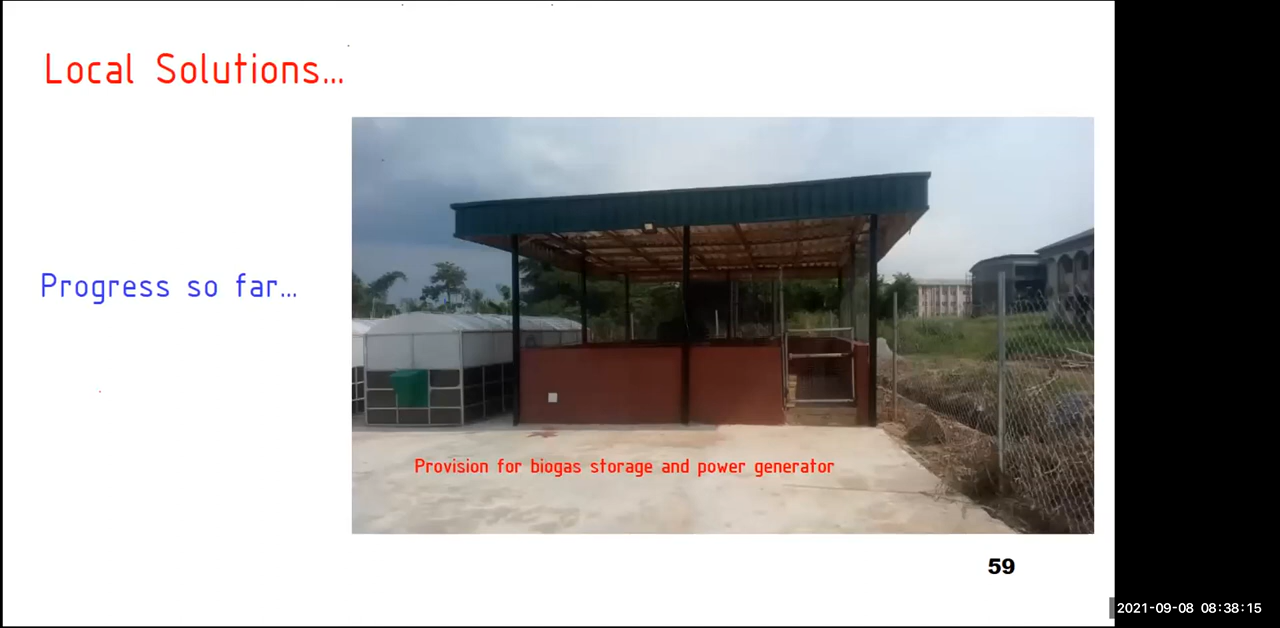 Local Solutions...
Progress so far...
Provision for biogas storage and power generator
59
2021-09-08 08:38:15